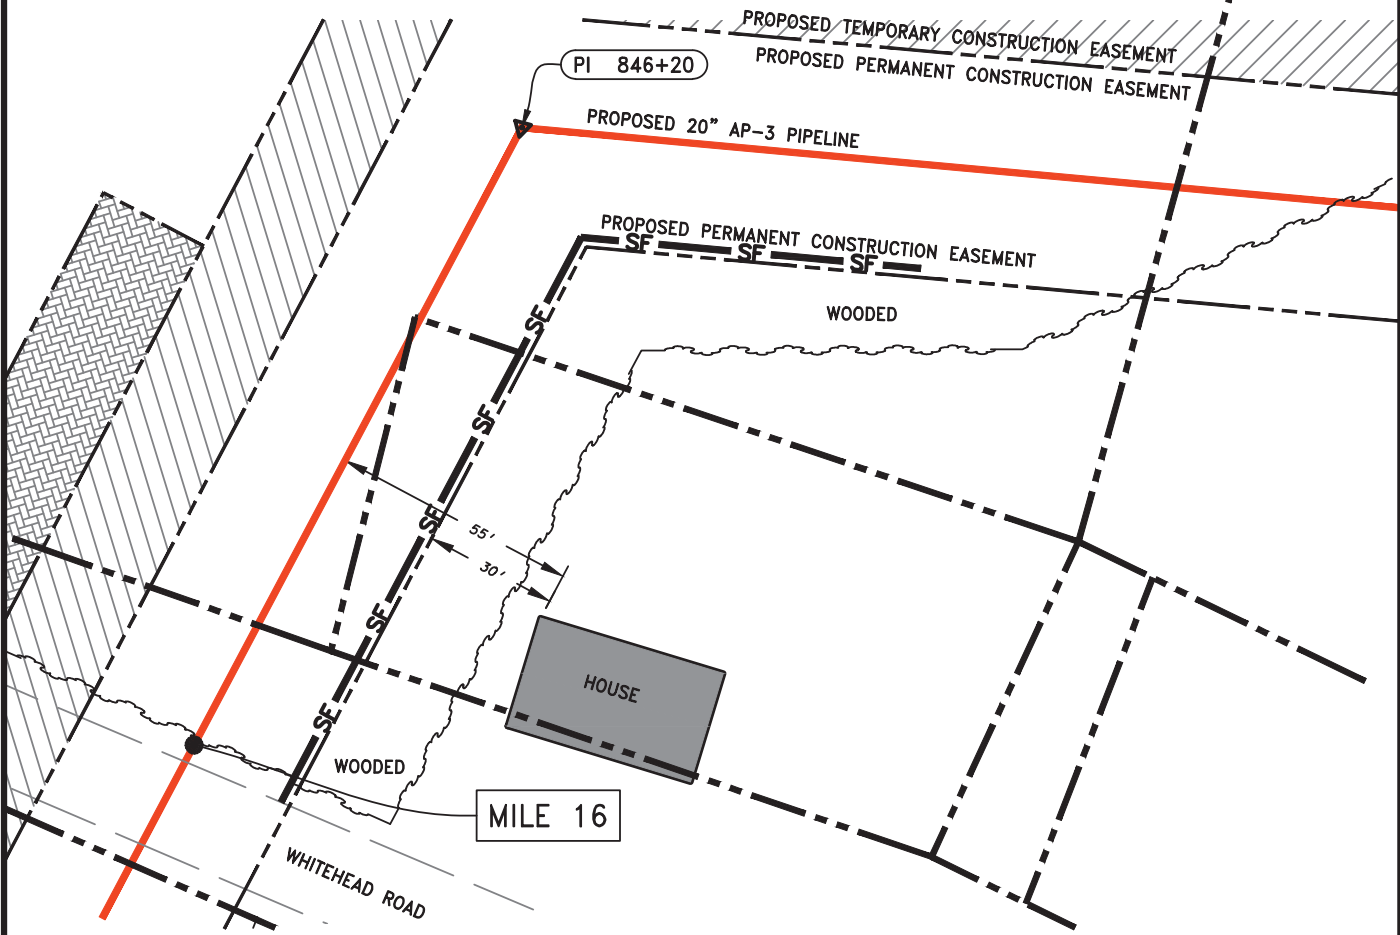 PROPOSED TEMPORARY CONSTRUCTION EASEMENT
PROPOSED PERMANENT CONSTRUCTION EASEMENT
PI 846+20
PROPOSED 20” AP-3 PIPELINE
PROPOSED PERMANENT CONSTRUCTION EASEMENT
SF
SF
SF
WOODED
SF
SF
SF
55'
30'
SF
HOUSE
SF
WOODED
MILE 16
WHITEHEAD ROAD